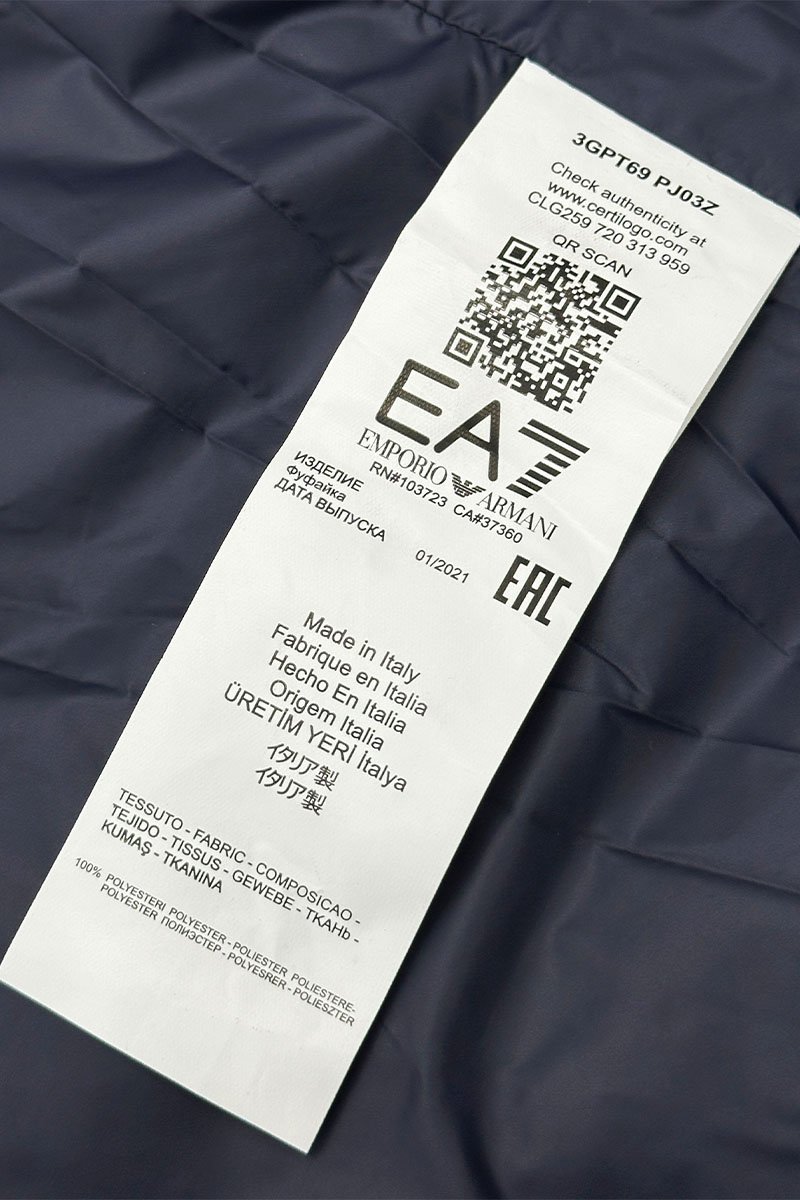 3GPT69 PJ03Z
Check authenticity at
www.certilogo.com
CLG259 720 313 959
QR SCAN
EA7
EMPORIO ARMANI
RN#103723 CA#37360
ИЗДЕЛИЕ
Фуфайка
ДАТА ВЫПУСКА
01/2021
EAC
Made in Italy
Fabrique en Italia
Hecho En Italia
Origem Italia
ÜRETİM YERİ İtalya
イタリア製
イタリア製
TESSUTO - FABRIC - COMPOSICAO -
TEJIDO - TISSUS - GEWEBE - TKAHb -
KUMAŞ - TKANINA
100% POLYESTERI POLYESTER - POLIESTER POLIESTERE-
POLYESTER ПОЛИЭСТЕР - POLYESRER - POLIESZTER